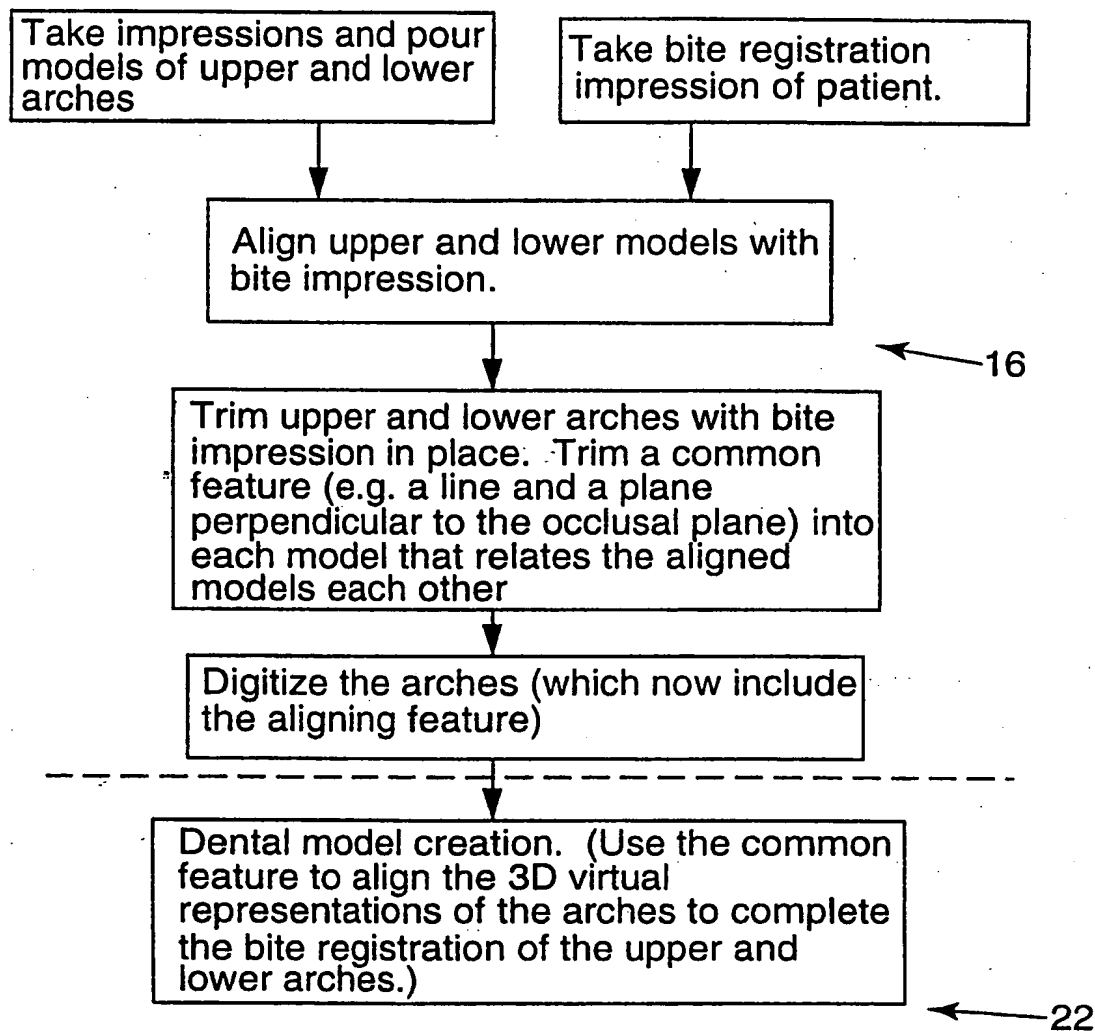 Take impressions and pour
models of upper and lower
arches
Take bite registration
impression of patient.
Align upper and lower models with
bite impression.
16
Trim upper and lower arches with bite
impression in place. Trim a common
feature (e.g. a line and a plane
perpendicular to the occlusal plane) into
each model that relates the aligned
models each other
Digitize the arches (which now include
the aligning feature)
Dental model creation. (Use the common
feature to align the 3D virtual
representations of the arches to complete
the bite registration of the upper and
lower arches.)
22